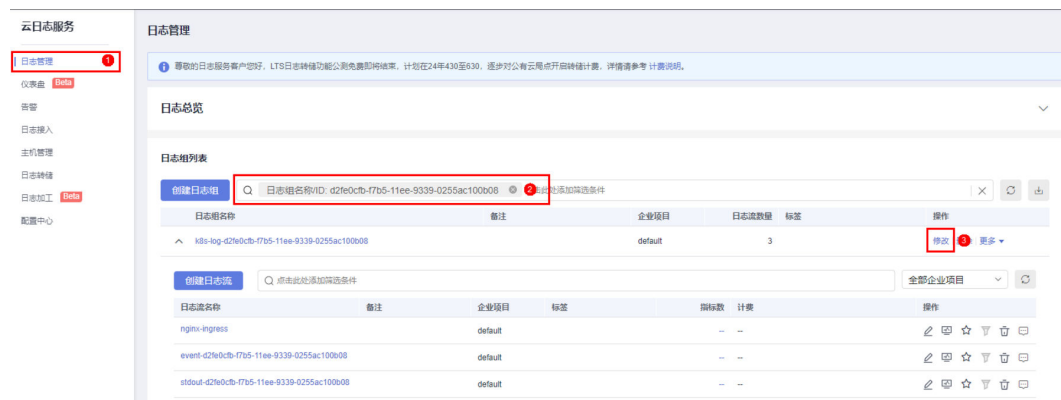 云日志服务
日志管理
1
仪表盘 Beta
告警
日志接入
主机管理
日志转储
日志加工 Beta
配置中心
日志管理
尊敬的日志服务客户您好,LTS日志转储功能公测免费即将结束,计划在24年430至630,逐步对公有云局点开启转储计费,详情请参考 计费说明。
日志总览
日志组列表
创建日志组 日志组名称/ID: d2fe0cfb-f7b5-11ee-9339-0255ac100b08 2 击此处添加筛选条件
日志组名称 备注 企业项目 日志流数量 标签 操作
k8s-log-d2fe0cfb-f7b5-11ee-9339-0255ac100b08 default 3 修改 3 更多
创建日志流 点击此处添加筛选条件 全部企业项目
日志流名称 备注 企业项目 标签 指标数 计费 操作
nginx-ingress default -- --
event-d2fe0cfb-f7b5-11ee-9339-0255ac100b08 default -- --
stdout-d2fe0cfb-f7b5-11ee-9339-0255ac100b08 default -- --